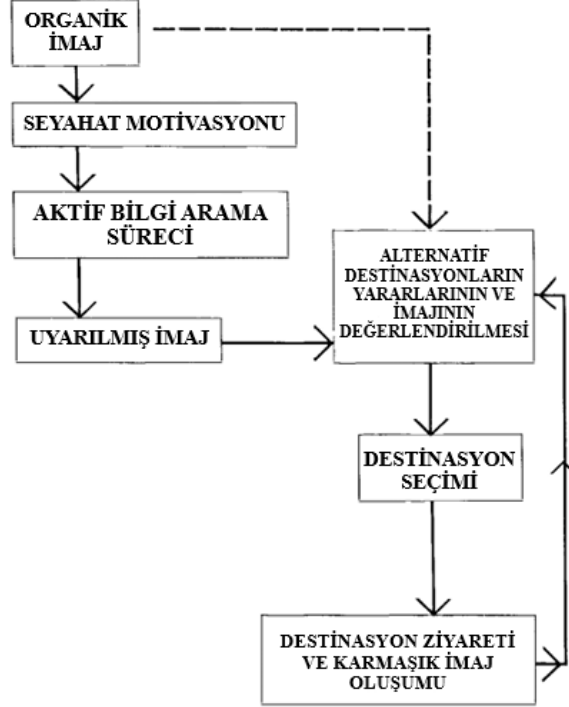 ORGANİK
İMAJ
SEYAHAT MOTİVASYONU
AKTİF BİLGİ ARAMA
SÜRECİ
UYARILMIŞ İMAJ
ALTERNATİF
DESTİNASYONLARIN
YARARLARININ VE
İMAJININ
DEĞERLENDİRİLMESİ
DESTİNASYON
SEÇİMİ
DESTİNASYON ZİYARETİ
VE KARMAŞIK İMAJ
OLUŞUMU